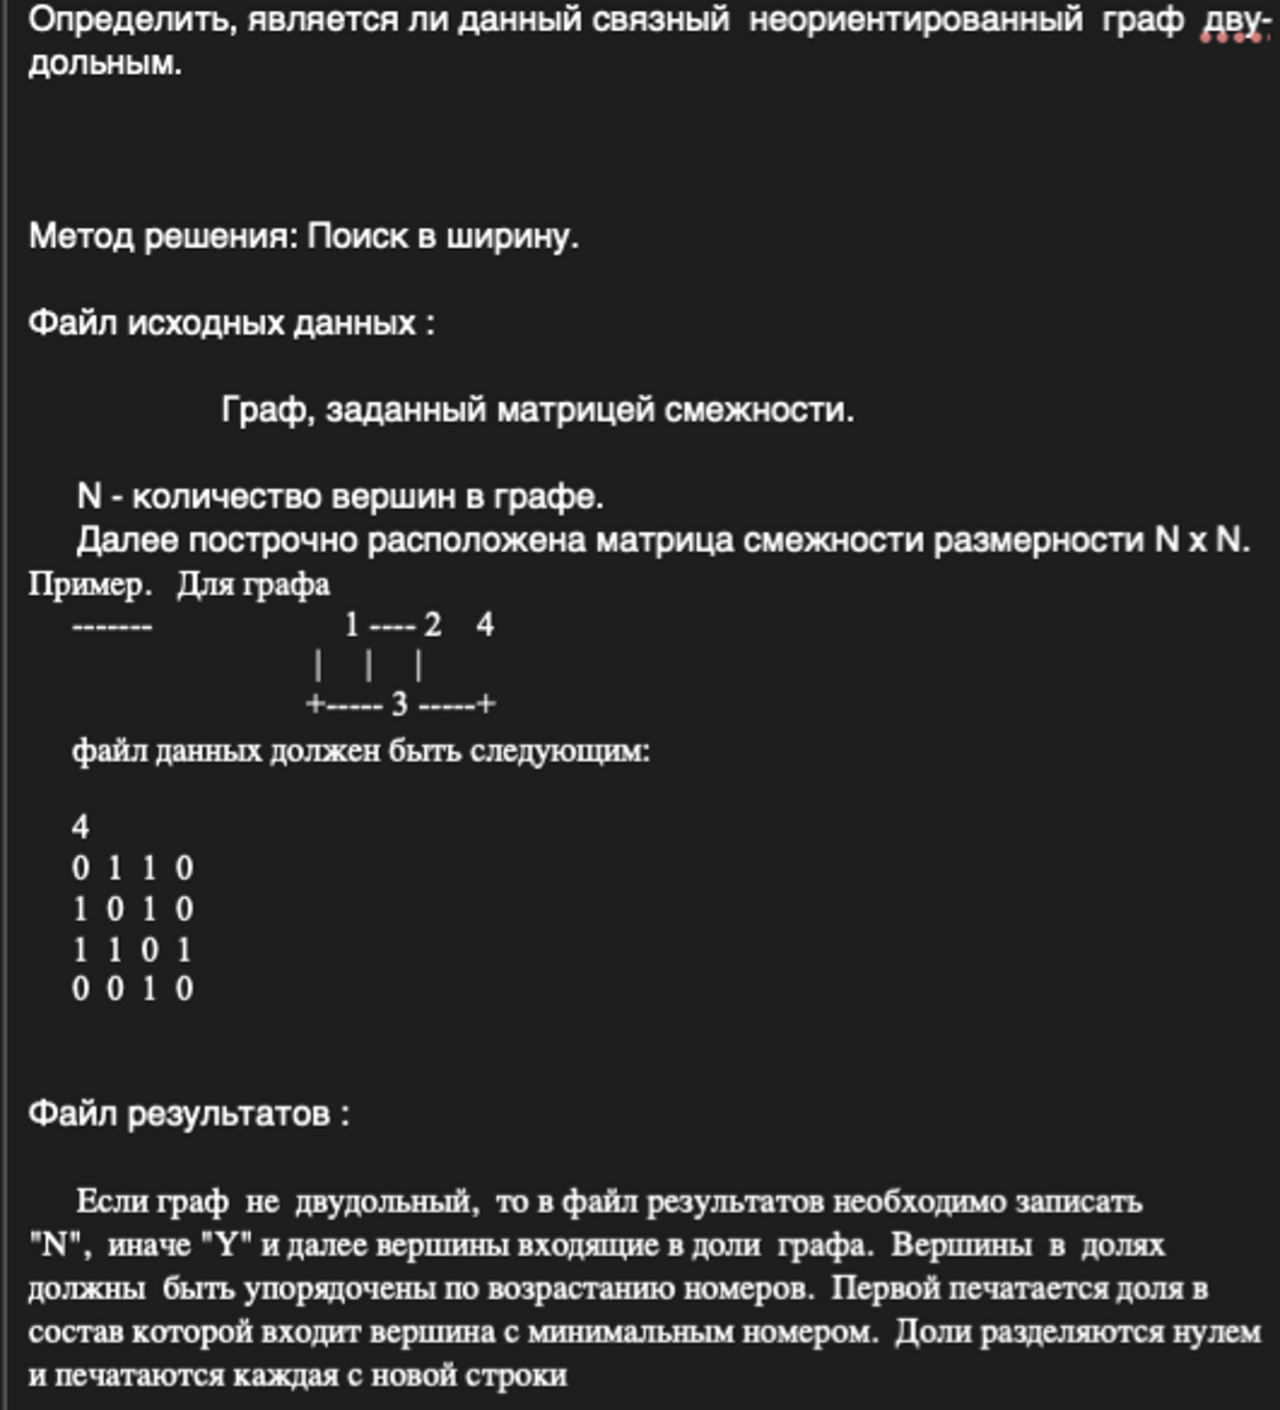 Определить, является ли данный связный неориентированный граф дву-
дольным.
Метод решения: Поиск в ширину.
Файл исходных данных :
Граф, заданный матрицей смежности.
N - количество вершин в графе.
Далее построчно расположена матрица смежности размерности N x N.
Пример. Для графа
------- 1 ---- 2 4
| | |
+----- 3 -----+
файл данных должен быть следующим:
4
0 1 1 0
1 0 1 0
1 1 0 1
0 0 1 0
Файл результатов :
Если граф не двудольный, то в файл результатов необходимо записать
"N", иначе "Y" и далее вершины входящие в доли графа. Вершины в долях
должны быть упорядочены по возрастанию номеров. Первой печатается доля в
состав которой входит вершина с минимальным номером. Доли разделяются нулем
и печатаются каждая с новой строки